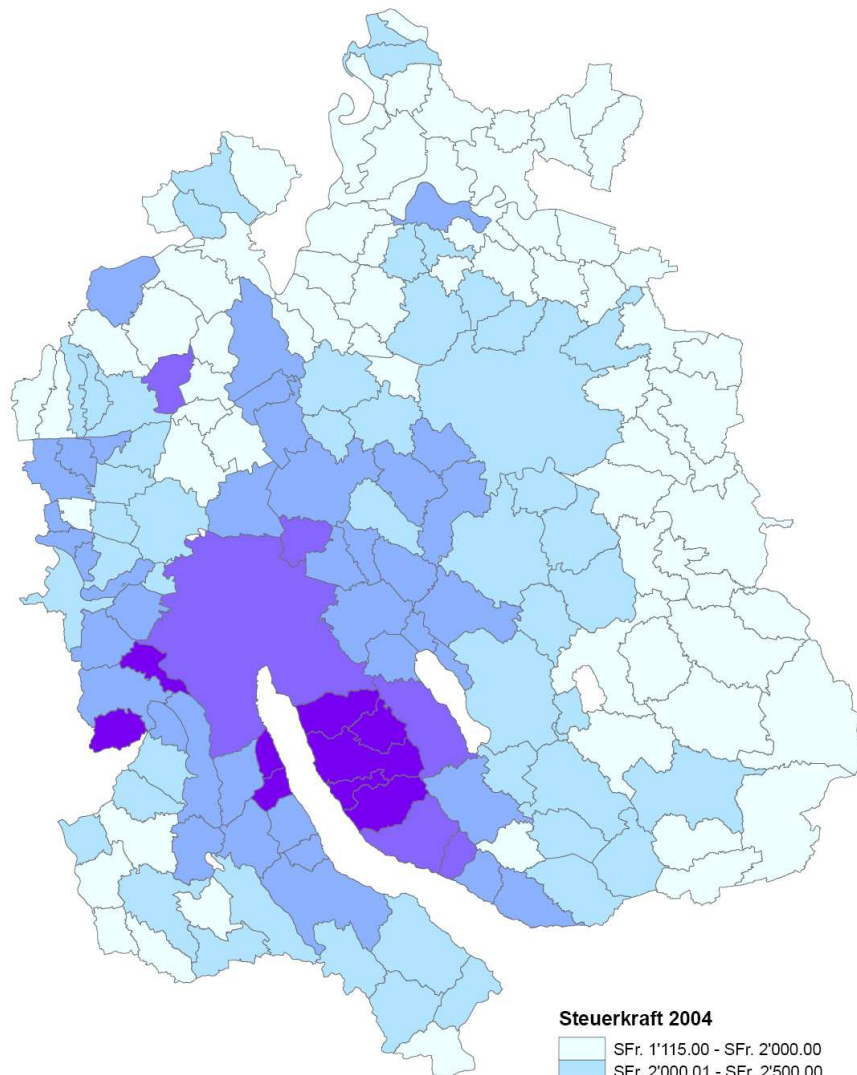 Steuerkraft 2004
SFr. 1'115.00 - SFr. 2'000.00
SFr. 2'000.01 - SFr. 2'500.00